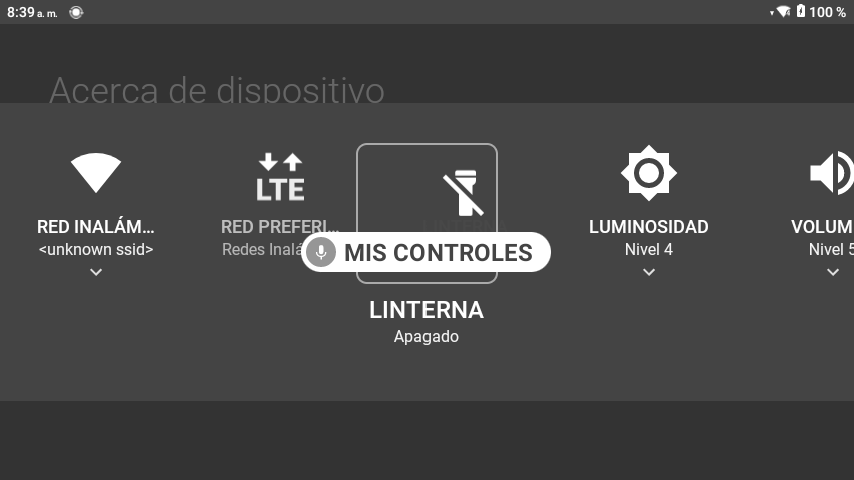 8:39 a. m.
100 %
Acerca de dispositivo
LTE
RED INALÁM... RED PREFERI... LUMINOSIDAD VOLUM
<unknown ssid> Redes Inalá Nivel 4 Nivel 5
MIS CONTROLES
LINTERNA
Apagado